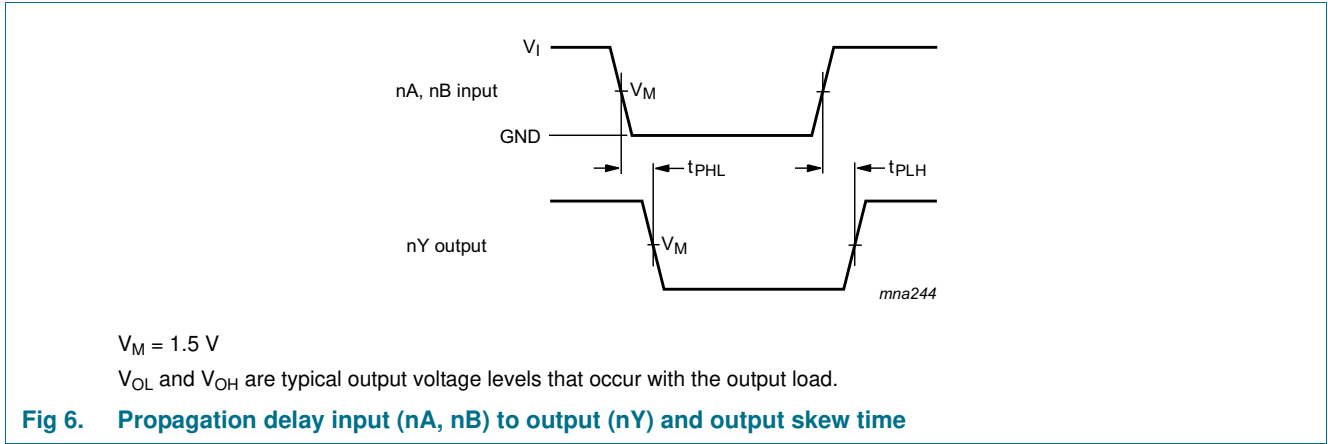 VI
nA, nB input
VM
GND
tPHL
tPLH
nY output
VM
mna244
VM = 1.5 V
VOL and VOH are typical output voltage levels that occur with the output load.
Fig 6. Propagation delay input (nA, nB) to output (nY) and output skew time